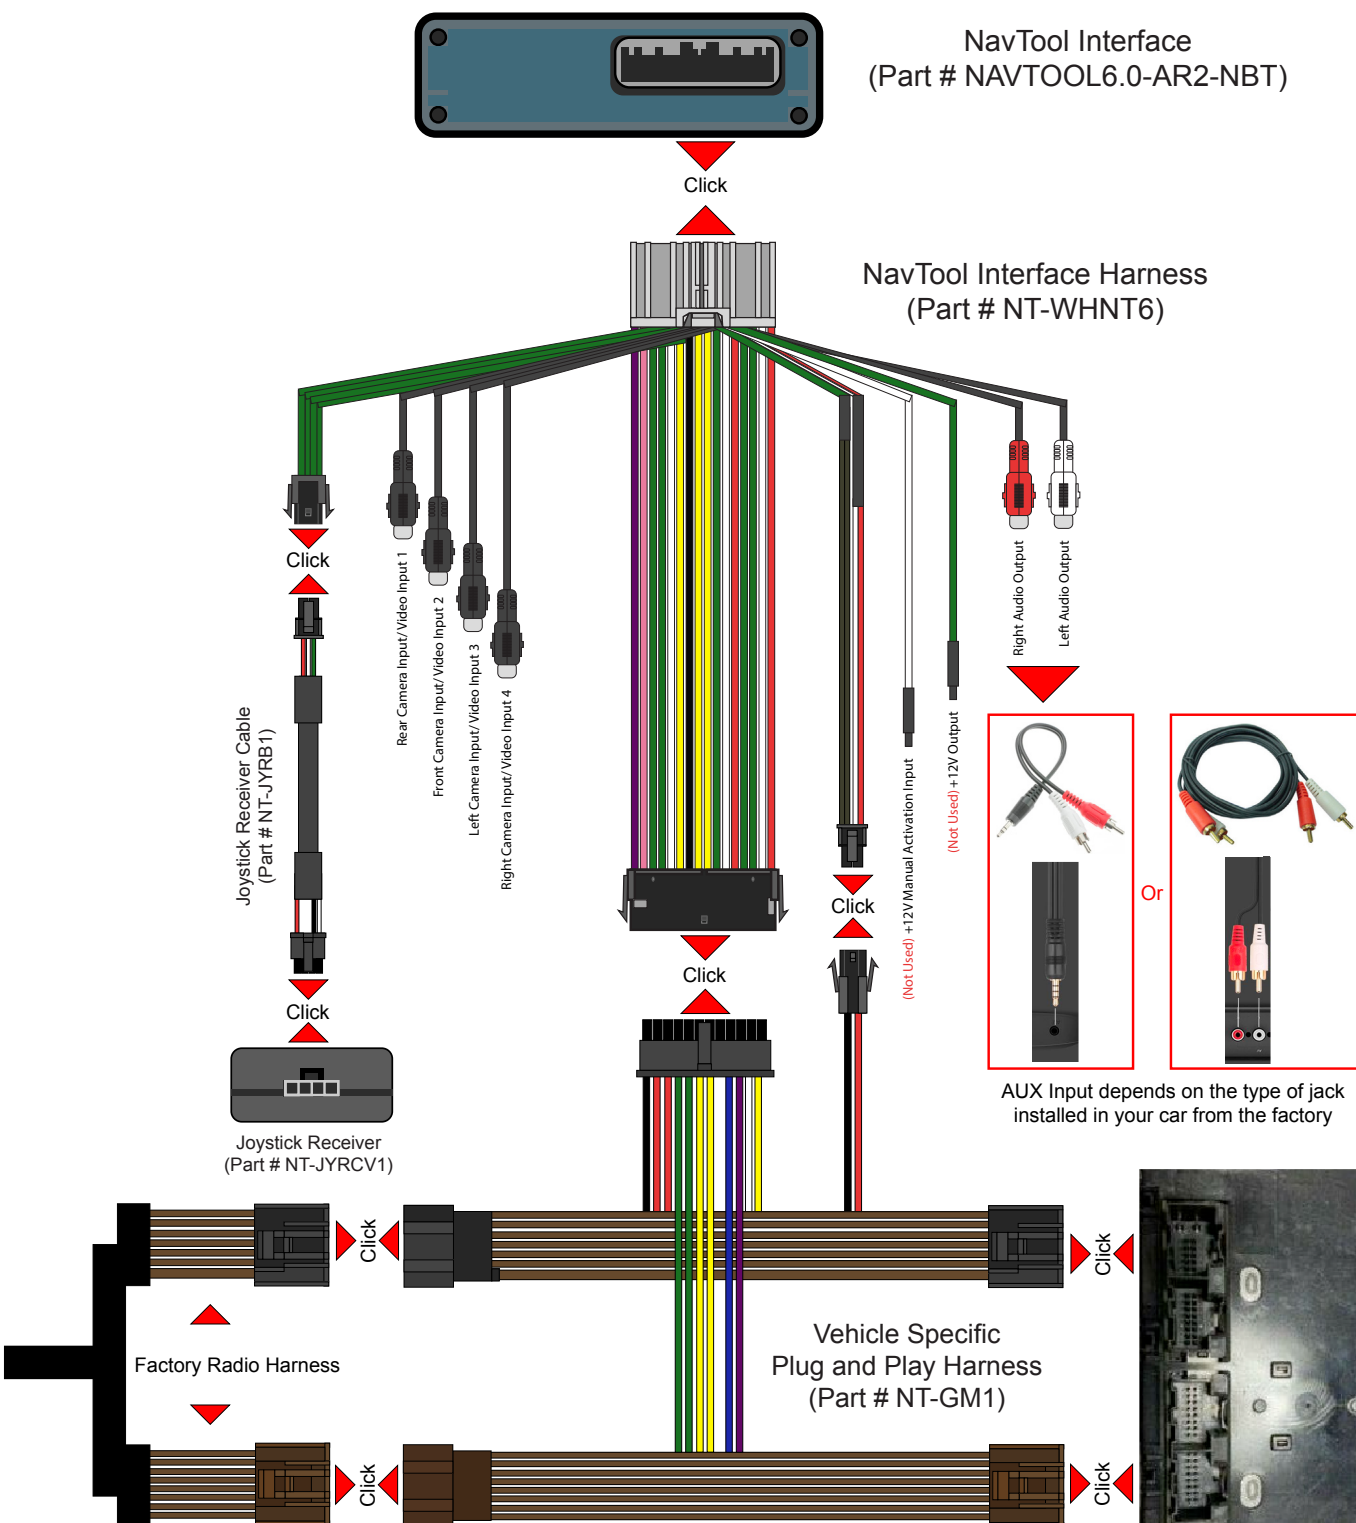 NavTool Interface
(Part # NAVTOOL6.0-AR2-NBT)
Click
NavTool Interface Harness
(Part # NT-WHNT6)
Click
Rear Camera Input/ Video Input 1
Front Camera Input/ Video Input 2
Left Camera Input/ Video Input 3
Right Camera Input/ Video Input 4
Right Audio Output
Left Audio Output
(Not Used) +12V Manual Activation Input
(Not Used) +12V Output
Joystick Receiver Cable
(Part # NT-JYRB1)
Or
Click
Click
Click
AUX Input depends on the type of jack
installed in your car from the factory
Joystick Receiver
(Part # NT-JYRCV1)
Click
Click
Factory Radio Harness
Vehicle Specific
Plug and Play Harness
(Part # NT-GM1)
Click
Click